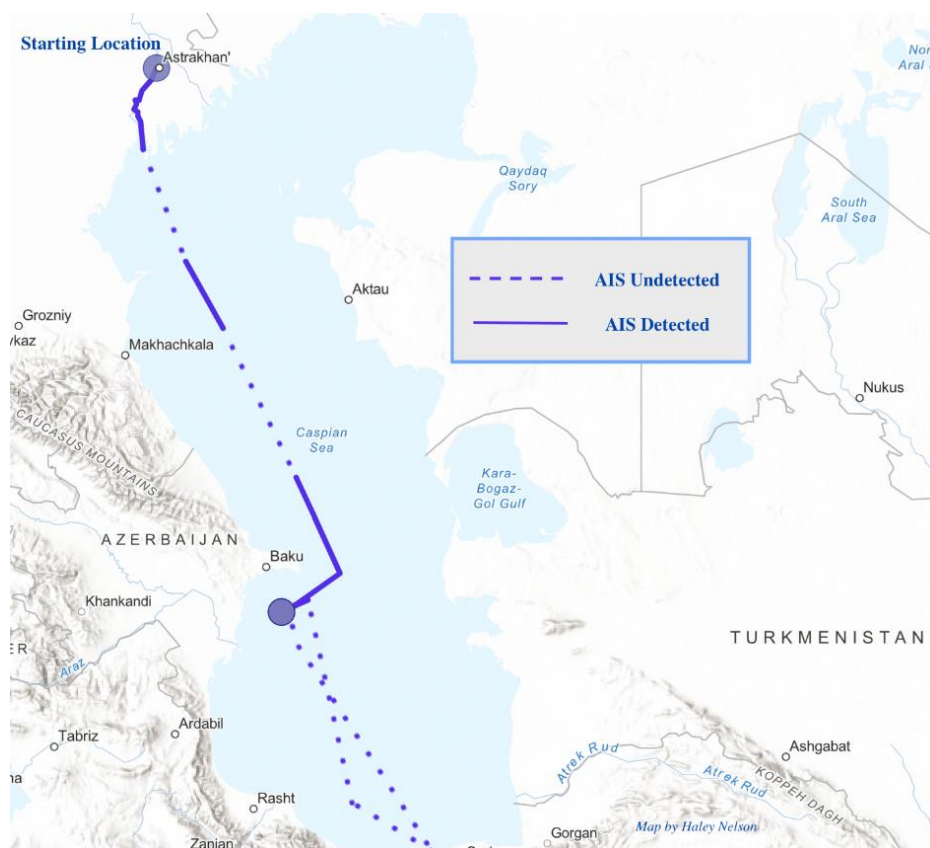 Starting Location
Astrakhan'
Qaydaq
Sory
South
Aral Sea
AIS Undetected
AIS Detected
Aktau
Grozniy
Makhachkala
Nukus
CAUCASUS MOUNTAINS
Caspian
Sea
Kara-
Bogaz-
Gol Gulf
AZERBAIJAN
Baku
Khankandi
TURKMENISTAN
Araz
Ardabil
Tabriz
Ashgabat
Atrek Rud
Atrek Rud
KOPPEH DAGH
Rasht
Zanjan
Gorgan
Map by Haley Nelson